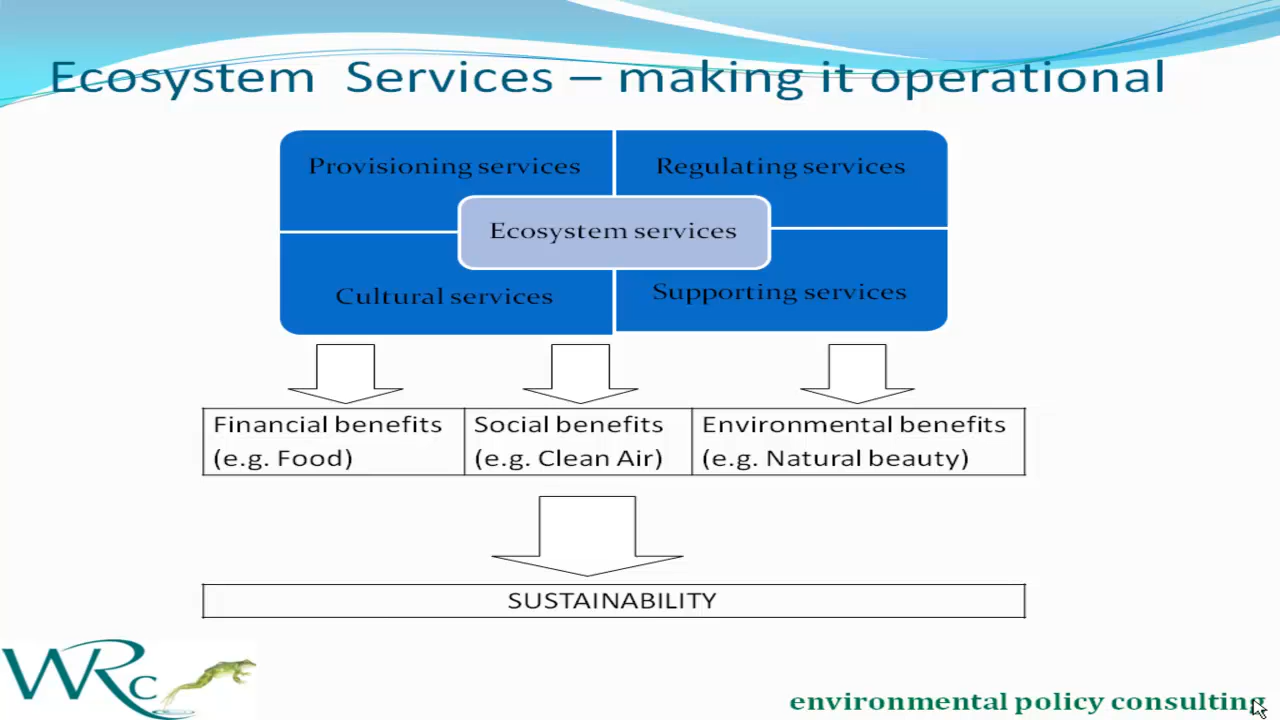 Ecosystem Services – making it operational
Provisioning services
Regulating services
Ecosystem services
Cultural services
Supporting services
Financial benefits
(e.g. Food)
Social benefits
(e.g. Clean Air)
Environmental benefits
(e.g. Natural beauty)
SUSTAINABILITY
WRc
environmental policy consulting